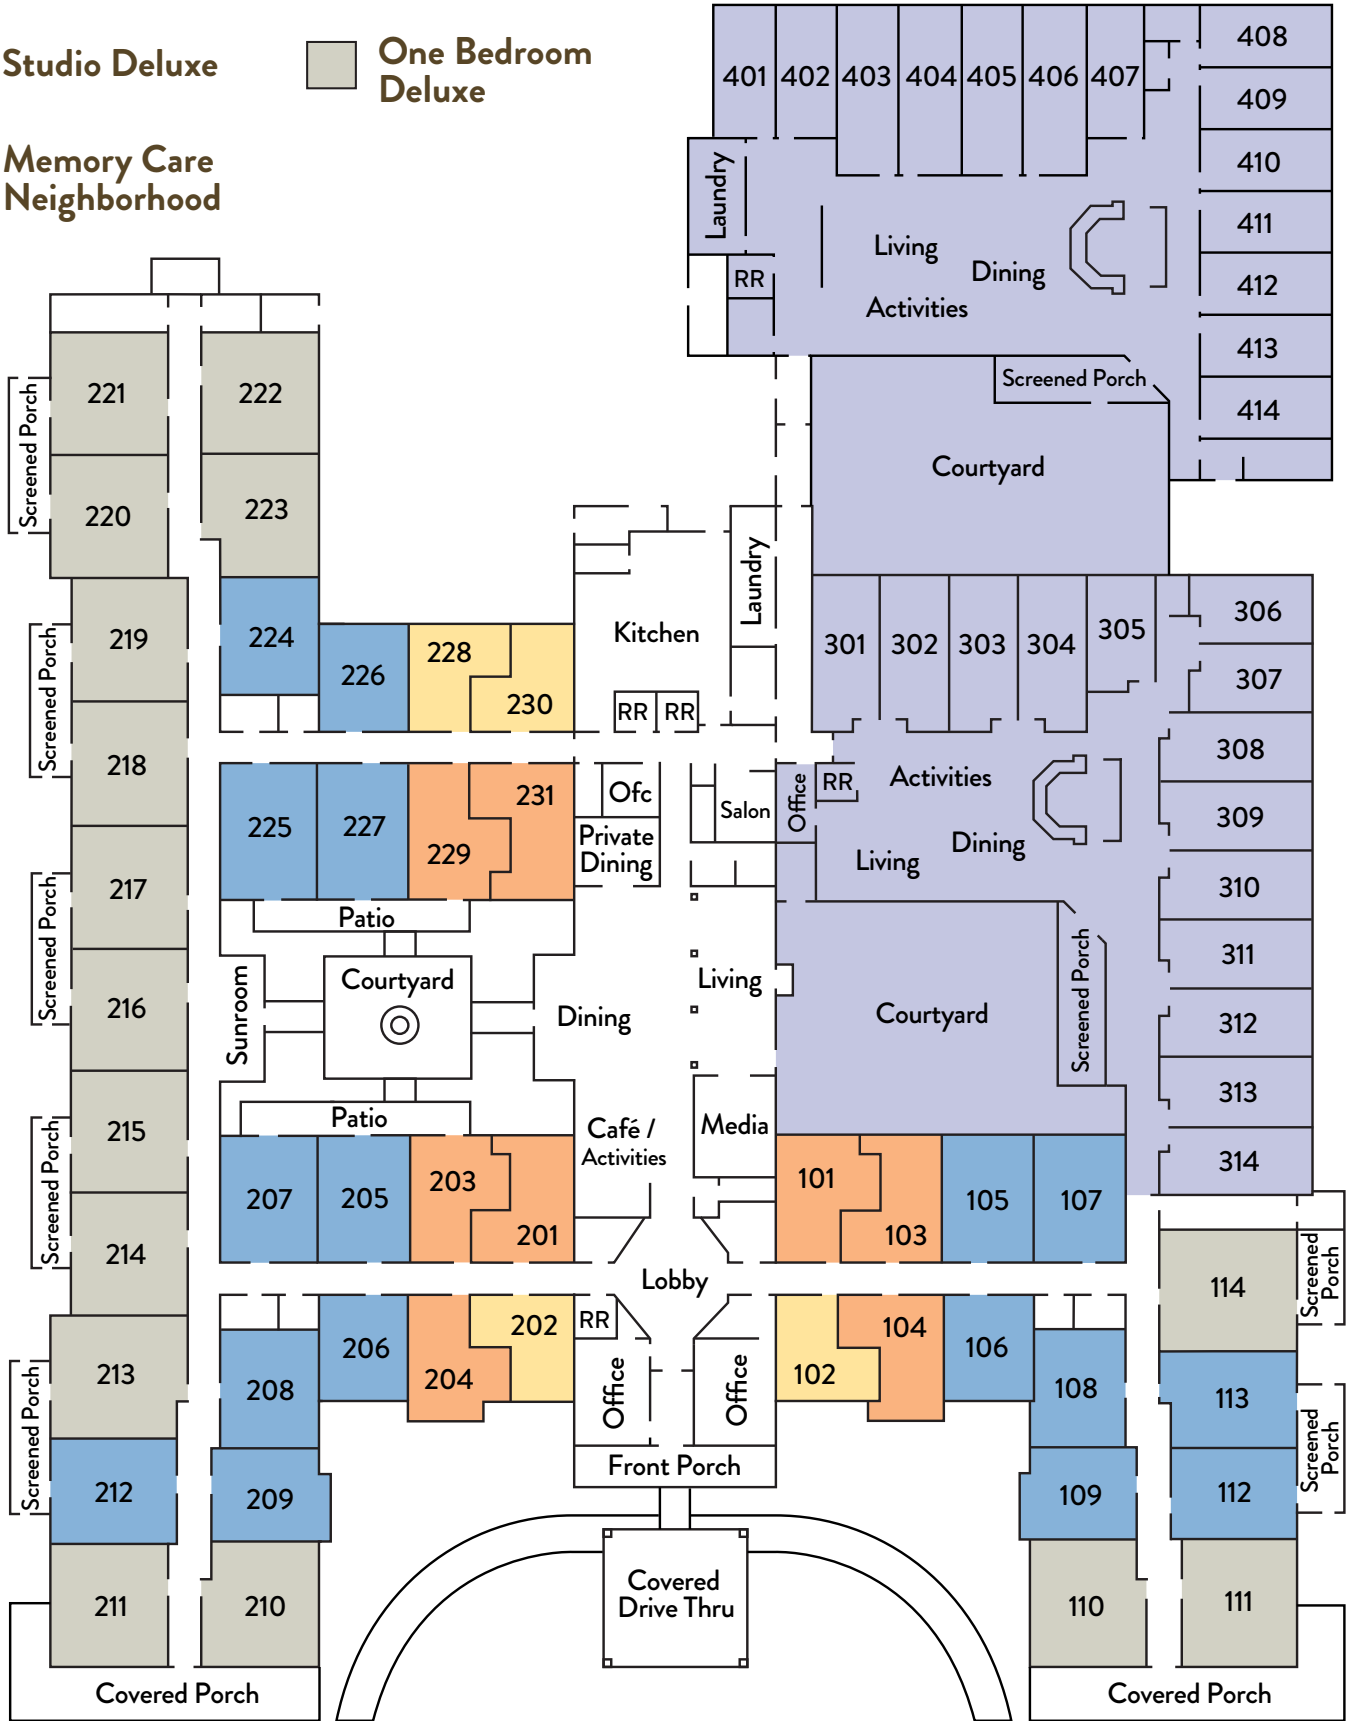 Studio Deluxe
One Bedroom
Deluxe
Memory Care
Neighborhood
401
402
403
404
405
406
407
408
409
410
411
412
413
414
Laundry
RR
Living
Dining
Activities
Screened Porch
Courtyard
221
222
Screened Porch
220
223
219
224
Screened Porch
218
226
228
230
Kitchen
Laundry
RR
RR
301
302
303
304
305
306
307
308
309
310
311
312
313
314
225
227
229
231
Ofc
Private
Dining
Salon
Office
RR
Activities
Dining
Living
217
Screened Porch
216
Patio
Courtyard
Sunroom
Dining
Living
Courtyard
Screened Porch
Patio
215
Screened Porch
214
Café /
Activities
Media
207
205
203
201
101
103
105
107
Lobby
213
Screened Porch
212
206
204
202
RR
Office
Office
102
104
106
108
114
Screened
Porch
113
Screened
Porch
112
208
209
109
Front Porch
211
210
Covered
Drive Thru
110
111
Covered Porch
Covered Porch